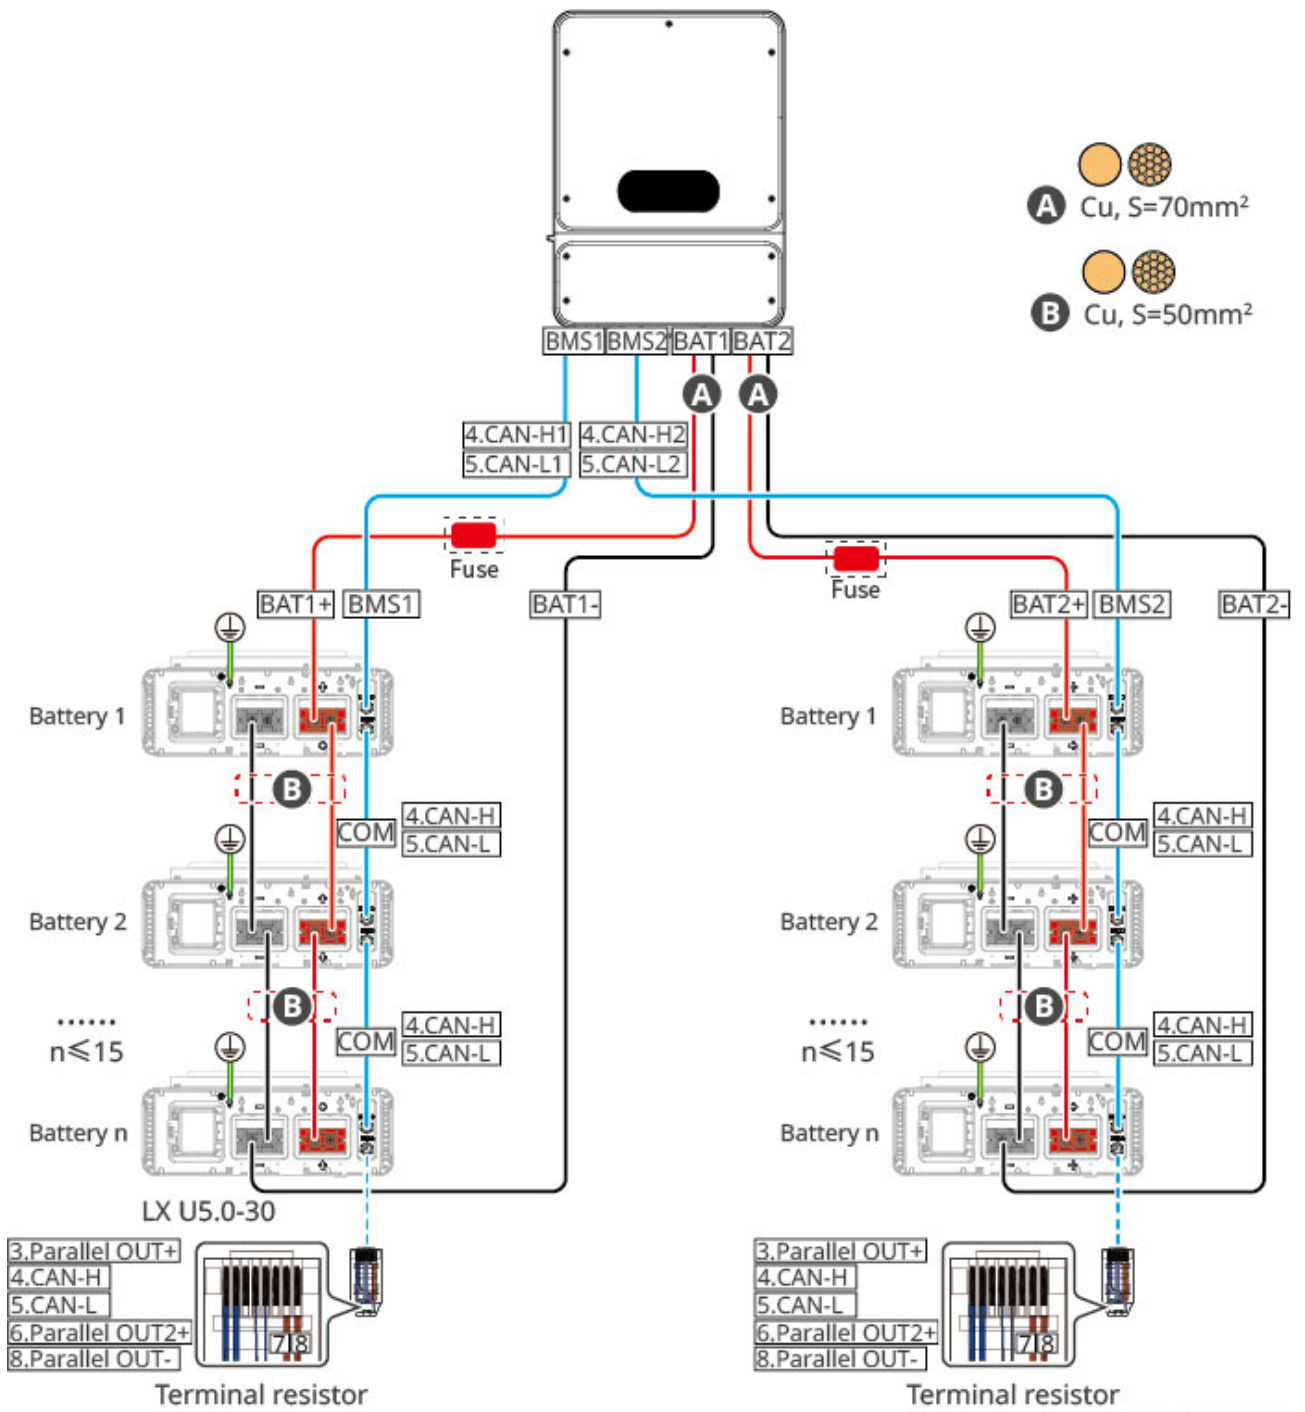 A Cu, S=70mm²
B Cu, S=50mm²
BMS1 BMS2 BAT1 BAT2
A A
4.CAN-H1 4.CAN-H2
5.CAN-L1 5.CAN-L2
Fuse
Fuse
BAT1+ BMS1 BAT1- BAT2+ BMS2 BAT2-
Battery 1
Battery 1
B
B
COM 4.CAN-H
5.CAN-L
COM 4.CAN-H
5.CAN-L
Battery 2
Battery 2
B
B
......
n≤15
COM 4.CAN-H
5.CAN-L
......
n≤15
COM 4.CAN-H
5.CAN-L
Battery n
Battery n
LX U5.0-30
3.Parallel OUT+
4.CAN-H
5.CAN-L
6.Parallel OUT2+
8.Parallel OUT-
7 8
Terminal resistor
3.Parallel OUT+
4.CAN-H
5.CAN-L
6.Parallel OUT2+
8.Parallel OUT-
7 8
Terminal resistor